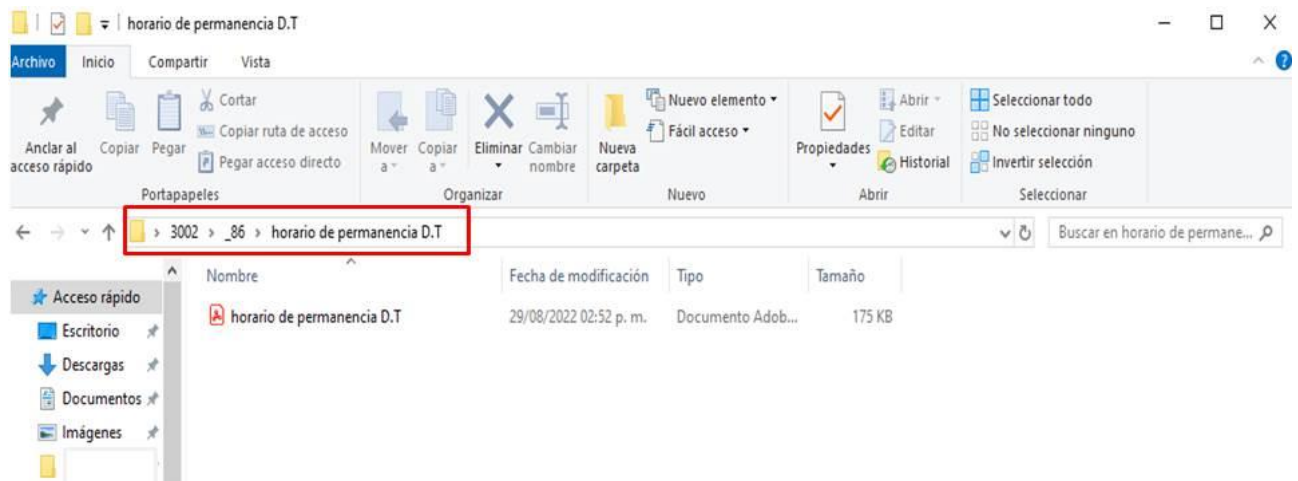 horario de permanencia D.T
Archivo Inicio Compartir Vista
Anclar al acceso rápido
Copiar
Pegar
Cortar
Copiar ruta de acceso
Pegar acceso directo
Portapapeles
Mover a
Copiar a
Eliminar
Cambiar nombre
Organizar
Nueva carpeta
Nuevo elemento
Fácil acceso
Nuevo
Propiedades
Abrir
Editar
Historial
Abrir
Seleccionar todo
No seleccionar ninguno
Invertir selección
Seleccionar
> 3002 > _86 > horario de permanencia D.T
Buscar en horario de permane...
Nombre Fecha de modificación Tipo Tamaño
horario de permanencia D.T 29/08/2022 02:52 p. m. Documento Adob... 175 KB
Acceso rápido
Escritorio
Descargas
Documentos
Imágenes